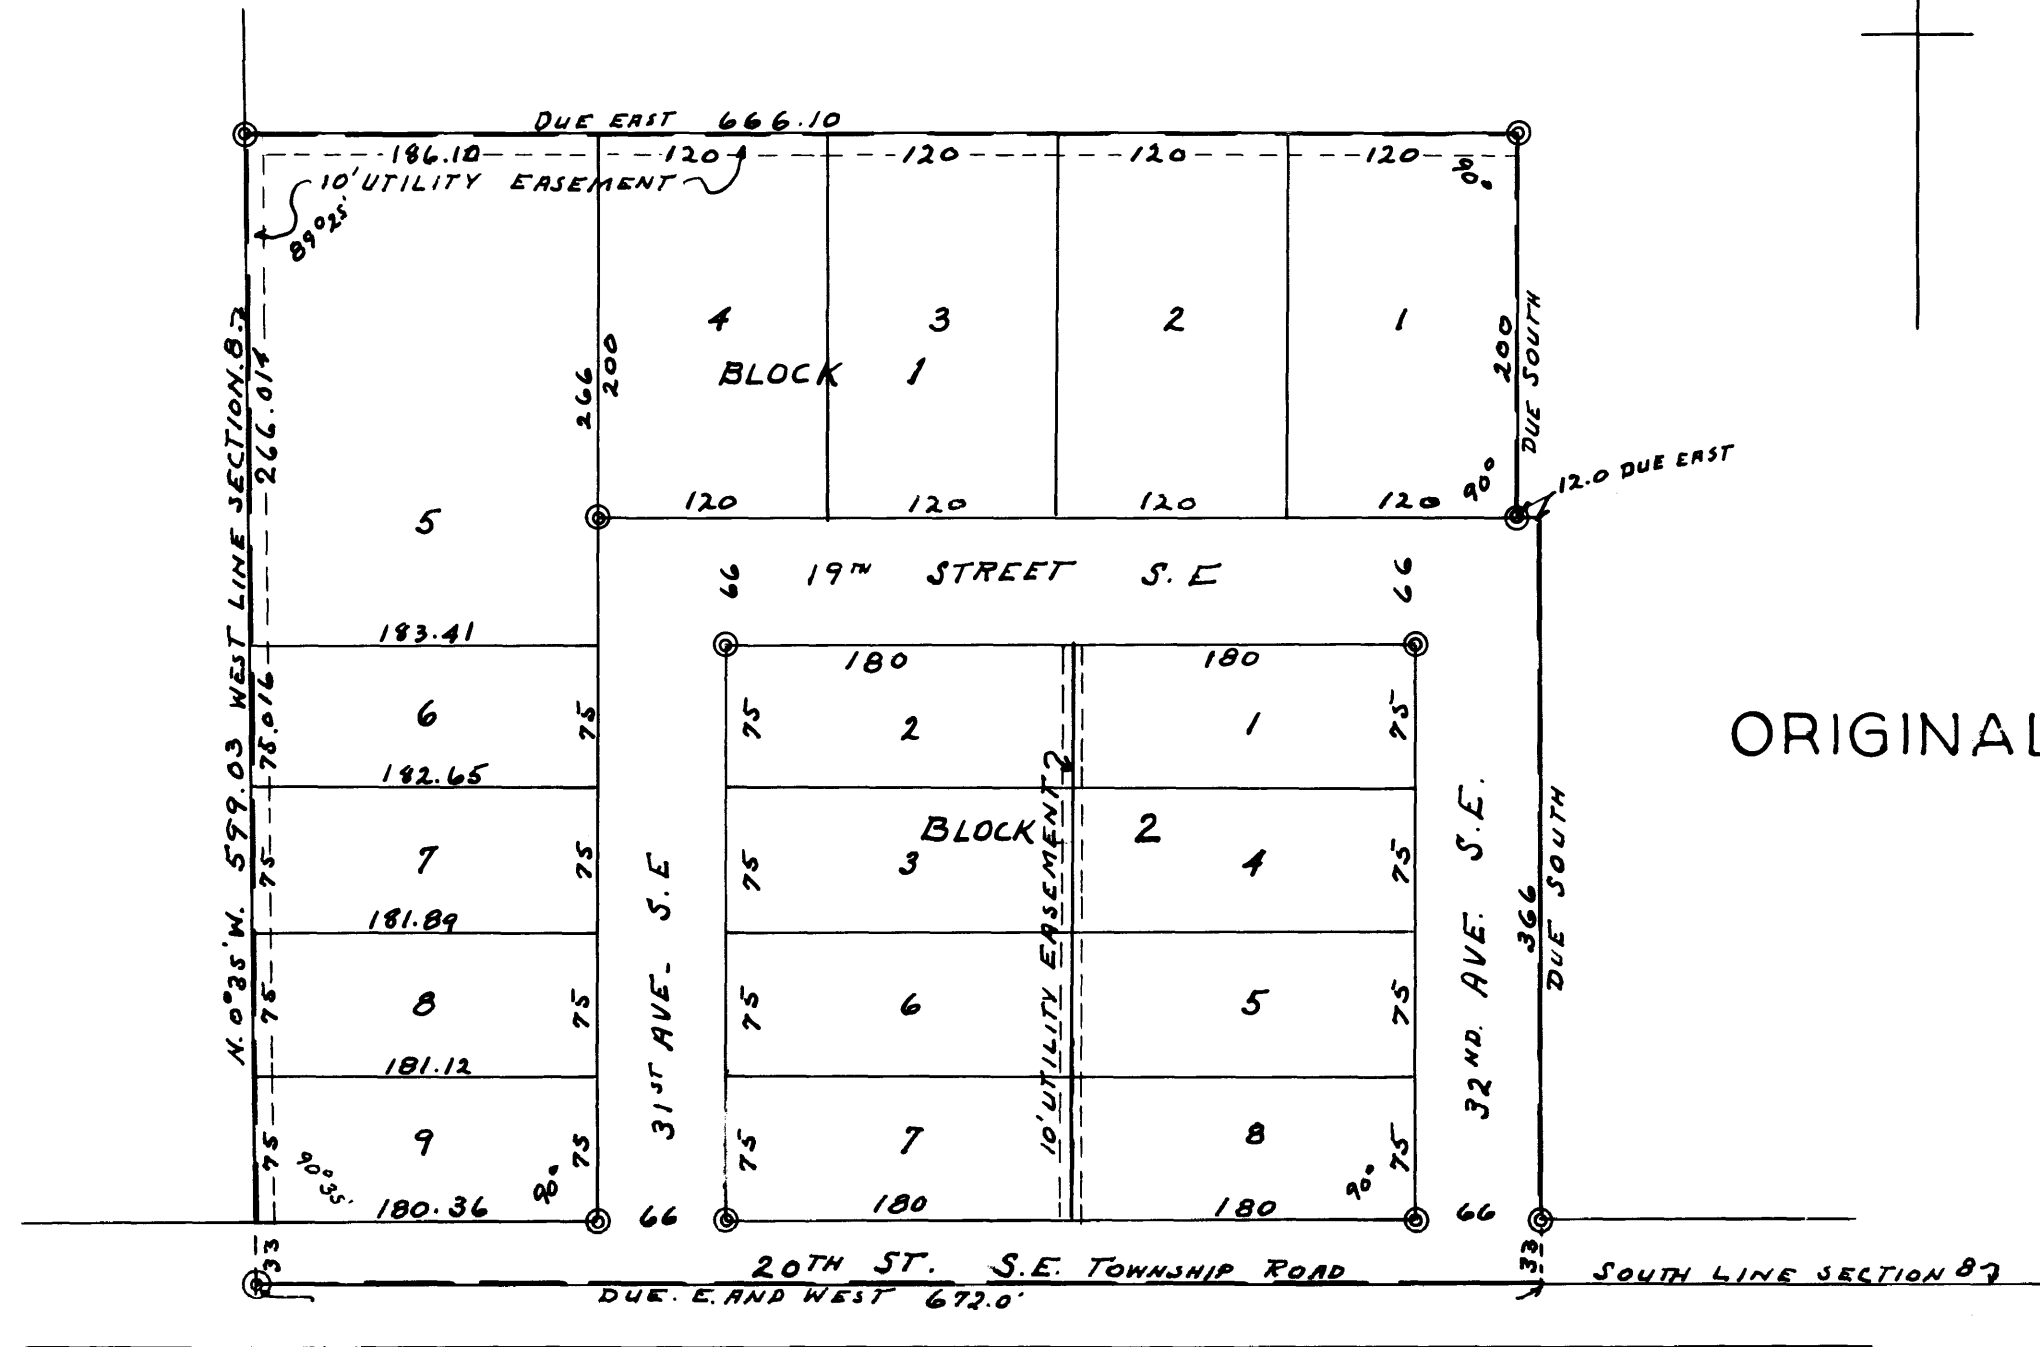 DUE EAST 666.10
186.10 120 120 120 120
10' UTILITY EASEMENT
89°25'
90°
4 3 2 1
BLOCK 1
266
200
200
DUE SOUTH
12.0 DUE EAST
90°
120 120 120 120
N.0°35'W. 599.03 WEST LINE SECTION.8.7
266.014
5
66 19TH STREET S.E 66
183.41
180 180
75.016
6
75
75
2
1
75
182.65
ORIGINAL
10' UTILITY EASEMENT
BLOCK 2
75
7
75
75
3
4
75
181.89
31ST AVE. S.E
32ND. AVE. S.E.
366
DUE SOUTH
75
8
75
75
6
5
75
181.12
75
9
75
75
7
8
75
90°35'
90°
90°
180.36 66 180 180 66
33
33
20TH ST. S.E. TOWNSHIP ROAD
SOUTH LINE SECTION 87
DUE. E. AND WEST 672.0'